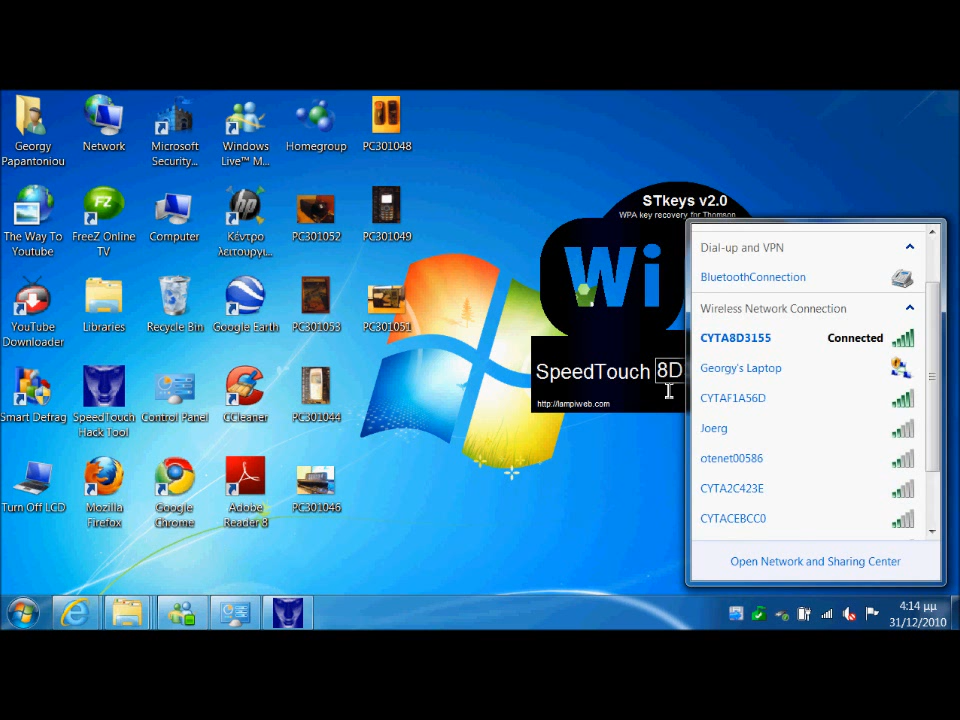 Georgy
Papantoniou
Network
Microsoft
Security...
Windows
Live™ M...
Homegroup
PC301048
The Way To
Youtube
FreeZ Online
TV
Computer
hp
Κέντρο
λειτουργι...
PC301052
PC301049
YouTube
Downloader
Libraries
Recycle Bin
Google Earth
PC301053
PC301051
Smart Defrag
SpeedTouch
Hack Tool
Control Panel
CCleaner
PC301044
Turn Off LCD
Mozilla
Firefox
Google
Chrome
Adobe
Reader 8
PC301046
FZ
STkeys v2.0
WPA key recovery for Thomson
Wi
SpeedTouch 8D
http://lampiweb.com
Dial-up and VPN
BluetoothConnection
Wireless Network Connection
CYTA8D3155 Connected
Georgy's Laptop
CYTAF1A56D
Joerg
otenet00586
CYTA2C423E
CYTACEBCC0
Open Network and Sharing Center
4:14 μμ
31/12/2010